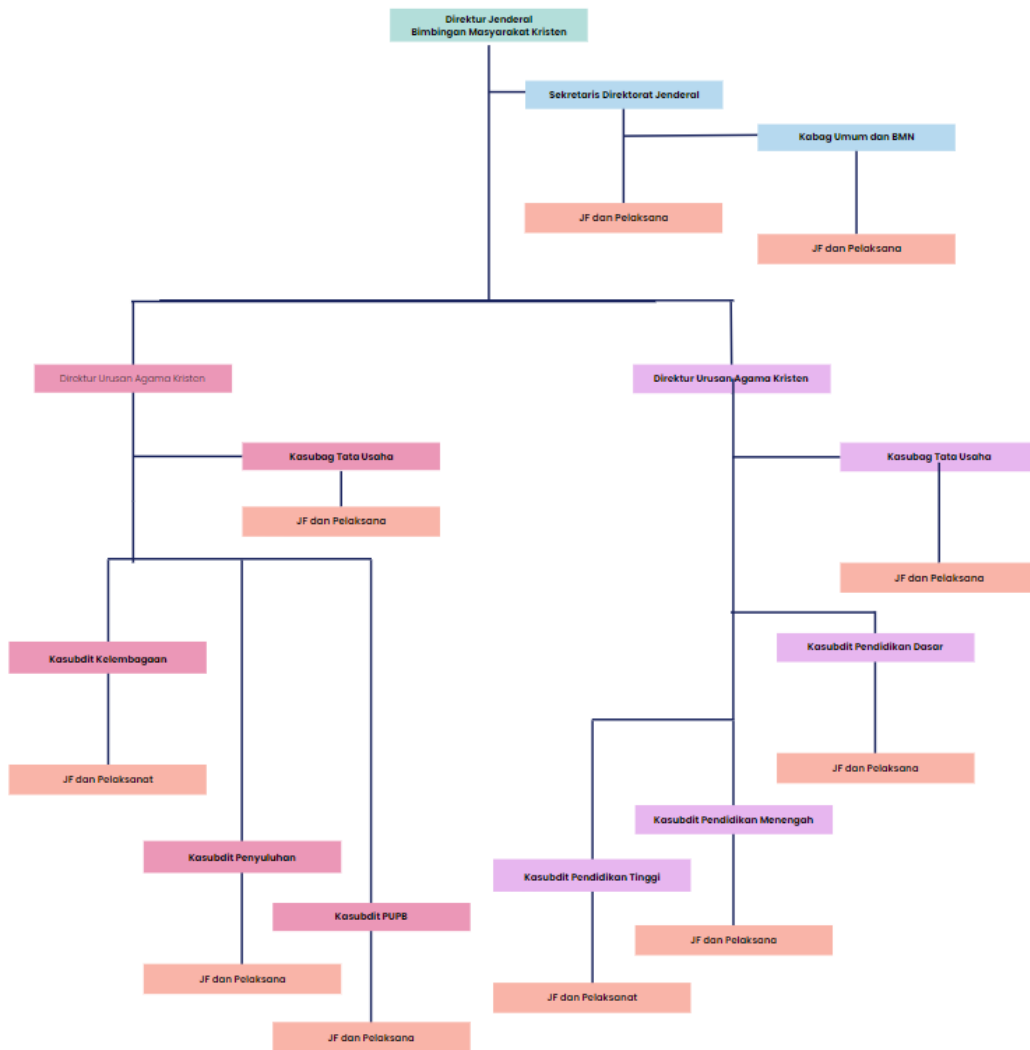 Direktur Jenderal
Bimbingan Masyarakat Kristen
Sekretaris Direktorat Jenderal
Kabag Umum dan BMN
JF dan Pelaksana
JF dan Pelaksana
Direktur Urusan Agama Kristen
Direktur Urusan Agama Kristen
Kasubag Tata Usaha
Kasubag Tata Usaha
JF dan Pelaksana
JF dan Pelaksana
Kasubdit Pendidikan Dasar
Kasubdit Kelembagaan
JF dan Pelaksana
JF dan Pelaksanat
Kasubdit Pendidikan Menengah
Kasubdit Penyuluhan
Kasubdit Pendidikan Tinggi
Kasubdit PUPB
JF dan Pelaksana
JF dan Pelaksana
JF dan Pelaksanat
JF dan Pelaksana